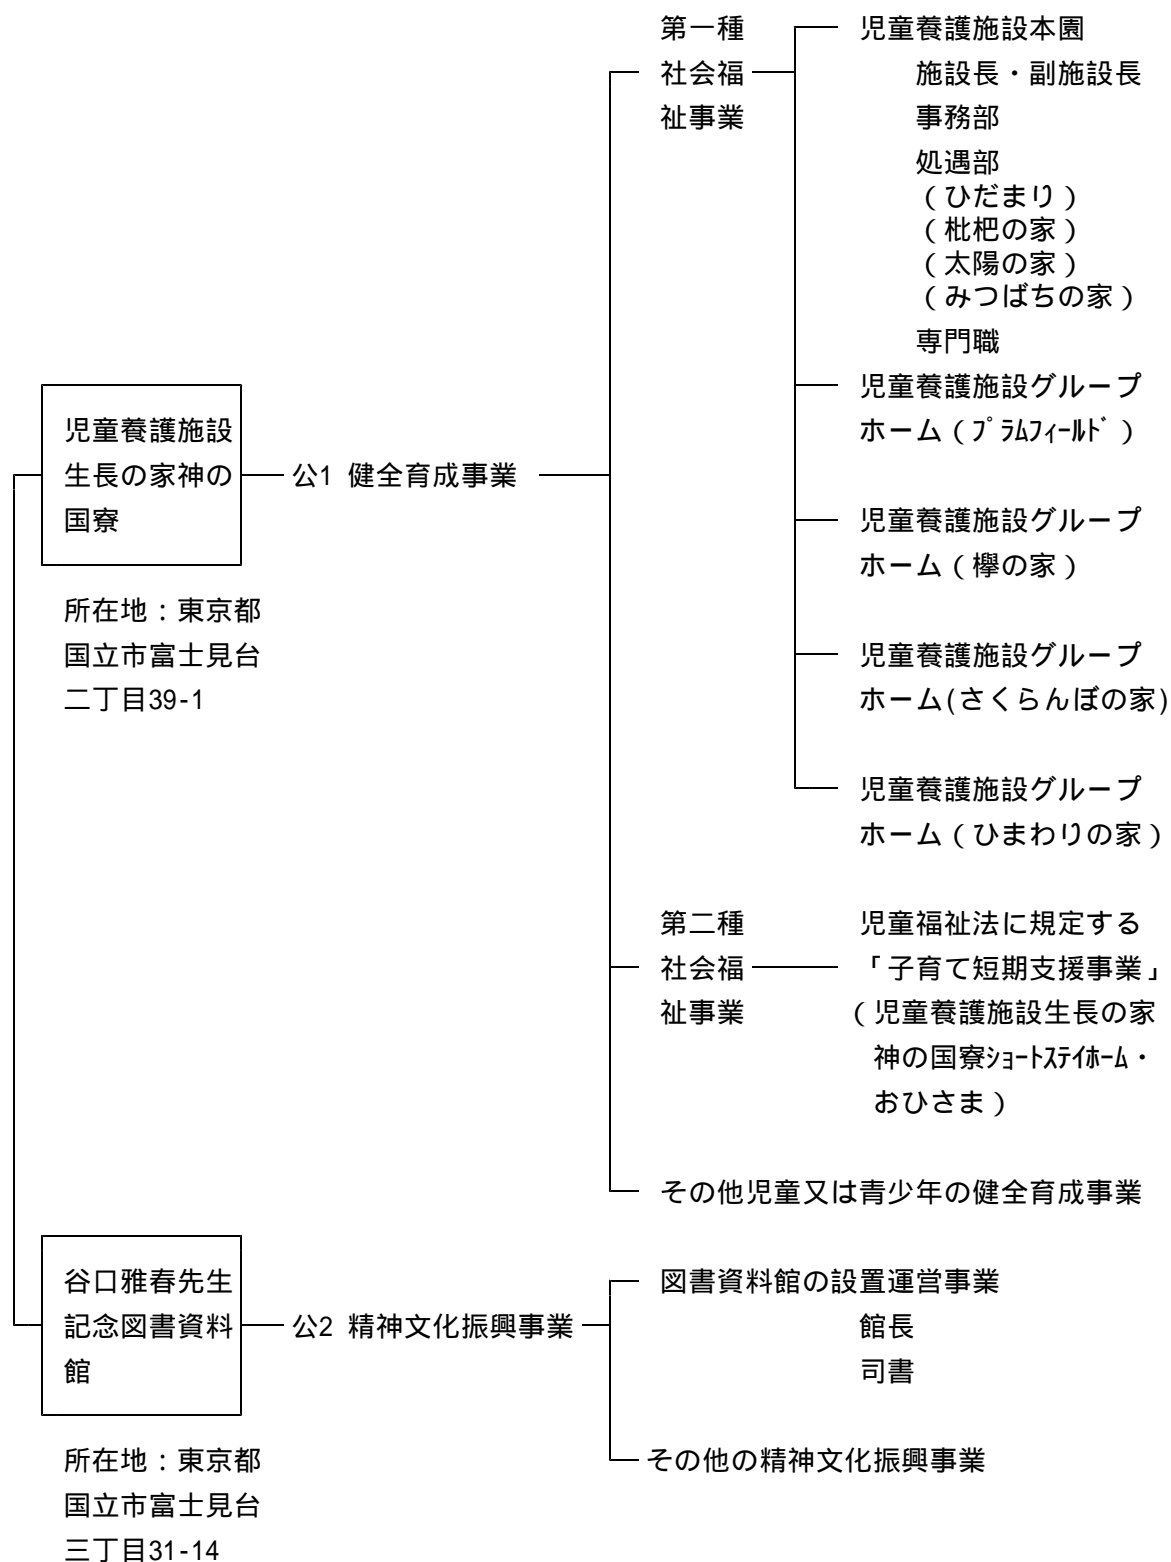 児童養護施設
生長の家神の
国寮
所在地：東京都
国立市富士見台
二丁目39-1
公1 健全育成事業
第一種
社会福
祉事業
児童養護施設本園
施設長・副施設長
事務部
処遇部
（ひだまり）
（枇杷の家）
（太陽の家）
（みつばちの家）
専門職
児童養護施設グループ
ホーム（ﾌﾟﾗﾑﾌｨｰﾙﾄﾞ）
児童養護施設グループ
ホーム（欅の家）
児童養護施設グループ
ホーム(さくらんぼの家)
児童養護施設グループ
ホーム（ひまわりの家）
第二種
社会福
祉事業
児童福祉法に規定する
「子育て短期支援事業」
（児童養護施設生長の家
神の国寮ｼｮｰﾄｽﾃｲﾎｰﾑ・
おひさま）
その他児童又は青少年の健全育成事業
谷口雅春先生
記念図書資料
館
所在地：東京都
国立市富士見台
三丁目31-14
公2 精神文化振興事業
図書資料館の設置運営事業
館長
司書
その他の精神文化振興事業